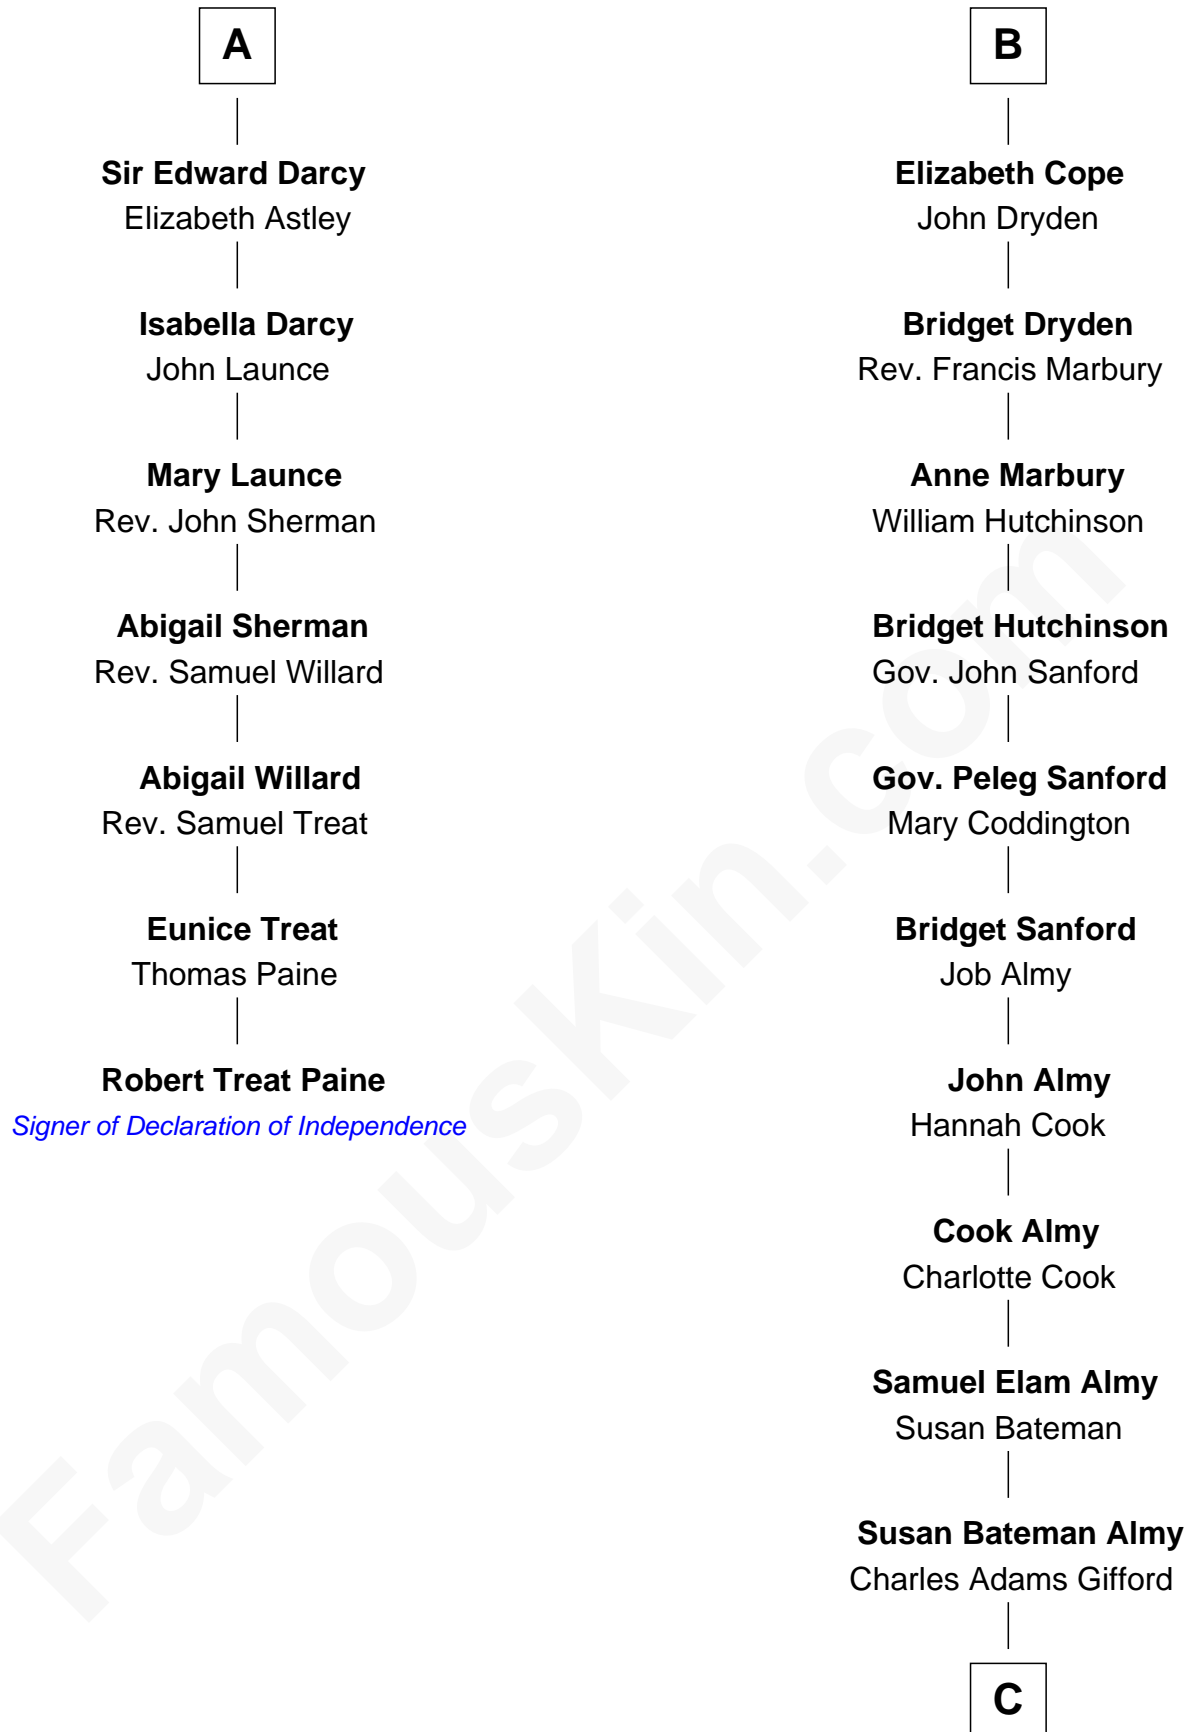 A
Sir Edward Darcy
Elizabeth Astley
Isabella Darcy
John Launce
Mary Launce
Rev. John Sherman
Abigail Sherman
Rev. Samuel Willard
Abigail Willard
Rev. Samuel Treat
Eunice Treat
Thomas Paine
Robert Treat Paine
Signer of Declaration of Independence
B
Elizabeth Cope
John Dryden
Bridget Dryden
Rev. Francis Marbury
Anne Marbury
William Hutchinson
Bridget Hutchinson
Gov. John Sanford
Gov. Peleg Sanford
Mary Coddington
Bridget Sanford
Job Almy
John Almy
Hannah Cook
Cook Almy
Charlotte Cook
Samuel Elam Almy
Susan Bateman
Susan Bateman Almy
Charles Adams Gifford
C
FamousKin.com